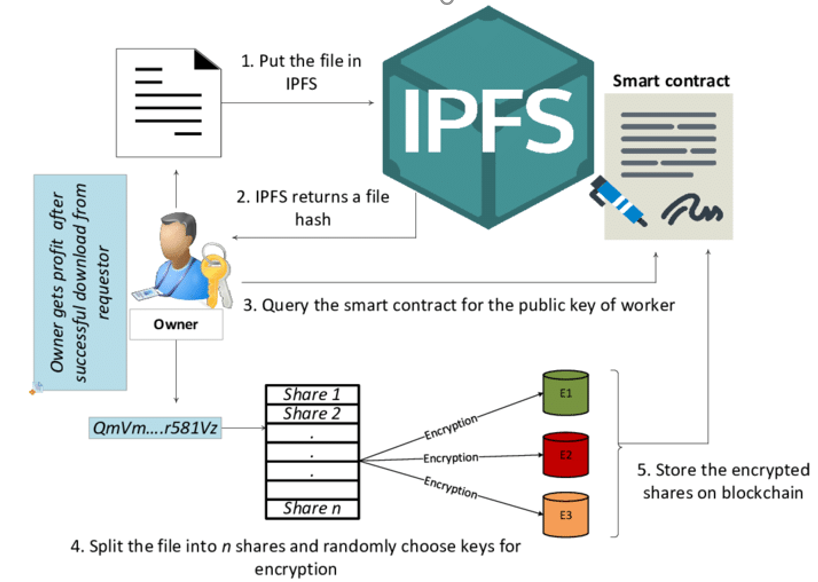 1. Put the file in
IPFS
IPFS
Smart contract
2. IPFS returns a file
hash
Owner gets profit after
successful download from
requestor
Owner
3. Query the smart contract for the public key of worker
QmVm....r581Vz
Share 1
Share 2
.
.
.
Share n
Encryption
Encryption
Encryption
E1
E2
E3
5. Store the encrypted
shares on blockchain
4. Split the file into n shares and randomly choose keys for
encryption